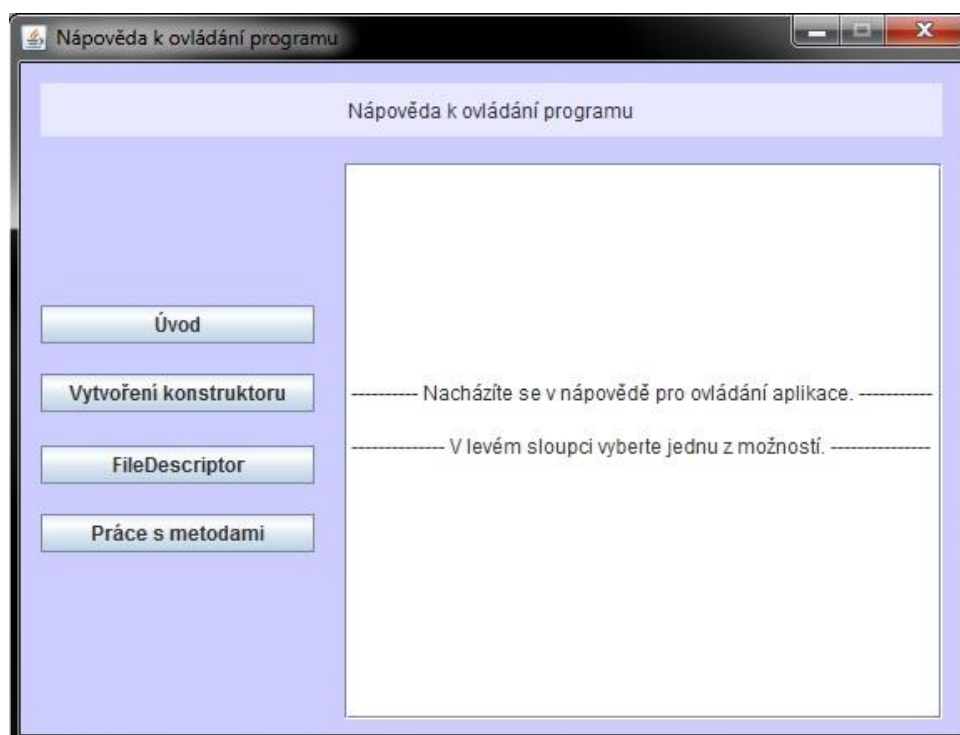 Nápověda k ovládání programu
Nápověda k ovládání programu
Úvod
Vytvoření konstruktoru
FileDescriptor
Práce s metodami
---------- Nacházíte se v nápovědě pro ovládání aplikace. -----------
-------------- V levém sloupci vyberte jednu z možností. ---------------